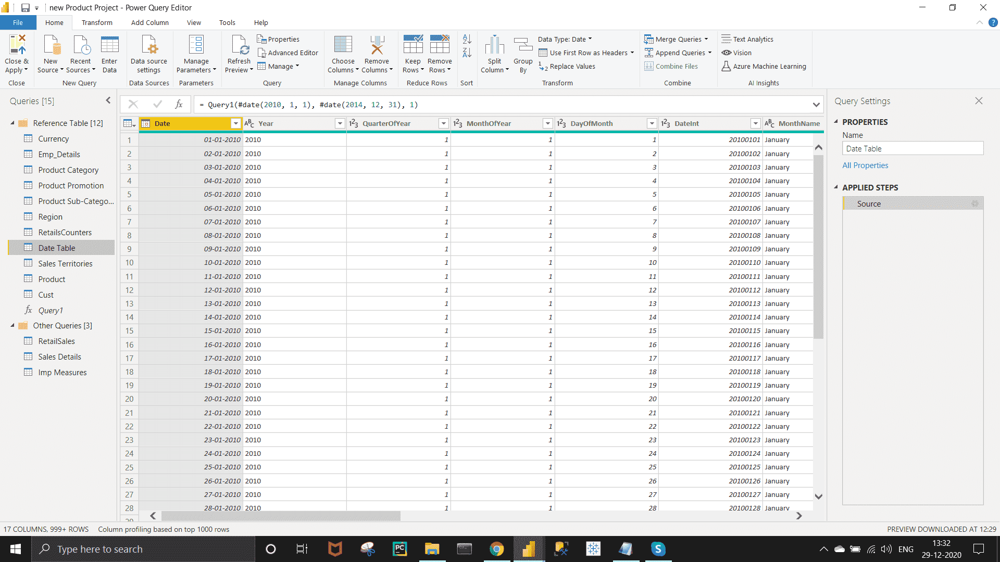 new Product Project - Power Query Editor
File Home Transform Add Column View Tools Help
Close & Apply
Close
New Source
Recent Sources
Enter Data
New Query
Data source settings
Data Sources
Manage Parameters
Parameters
Refresh Preview
Properties
Advanced Editor
Manage
Query
Choose Columns
Remove Columns
Manage Columns
Keep Rows
Remove Rows
Reduce Rows
Sort
Split Column
Group By
Data Type: Date
Use First Row as Headers
Replace Values
Transform
Merge Queries
Append Queries
Combine Files
Combine
Text Analytics
Vision
Azure Machine Learning
AI Insights
Queries [15]
Reference Table [12]
Currency
Emp_Details
Product Category
Product Promotion
Product Sub-Catego...
Region
RetailsCounters
Date Table
Sales Territories
Product
Cust
fx Query1
Other Queries [3]
RetailSales
Sales Details
Imp Measures
fx = Query1(#date(2010, 1, 1), #date(2014, 12, 31), 1)
Date ABC Year 123 QuarterOfYear 123 MonthOfYear 123 DayOfMonth 123 DateInt ABC MonthName
1 01-01-2010 2010 1 1 1 20100101 January
2 02-01-2010 2010 1 1 2 20100102 January
3 03-01-2010 2010 1 1 3 20100103 January
4 04-01-2010 2010 1 1 4 20100104 January
5 05-01-2010 2010 1 1 5 20100105 January
6 06-01-2010 2010 1 1 6 20100106 January
7 07-01-2010 2010 1 1 7 20100107 January
8 08-01-2010 2010 1 1 8 20100108 January
9 09-01-2010 2010 1 1 9 20100109 January
10 10-01-2010 2010 1 1 10 20100110 January
11 11-01-2010 2010 1 1 11 20100111 January
12 12-01-2010 2010 1 1 12 20100112 January
13 13-01-2010 2010 1 1 13 20100113 January
14 14-01-2010 2010 1 1 14 20100114 January
15 15-01-2010 2010 1 1 15 20100115 January
16 16-01-2010 2010 1 1 16 20100116 January
17 17-01-2010 2010 1 1 17 20100117 January
18 18-01-2010 2010 1 1 18 20100118 January
19 19-01-2010 2010 1 1 19 20100119 January
20 20-01-2010 2010 1 1 20 20100120 January
21 21-01-2010 2010 1 1 21 20100121 January
22 22-01-2010 2010 1 1 22 20100122 January
23 23-01-2010 2010 1 1 23 20100123 January
24 24-01-2010 2010 1 1 24 20100124 January
25 25-01-2010 2010 1 1 25 20100125 January
26 26-01-2010 2010 1 1 26 20100126 January
27 27-01-2010 2010 1 1 27 20100127 January
28 28-01-2010 2010 1 1 28 20100128 January
Query Settings
PROPERTIES
Name
Date Table
All Properties
APPLIED STEPS
Source
17 COLUMNS, 999+ ROWS Column profiling based on top 1000 rows PREVIEW DOWNLOADED AT 12:29
Type here to search
PC
S
ENG
13:32
29-12-2020